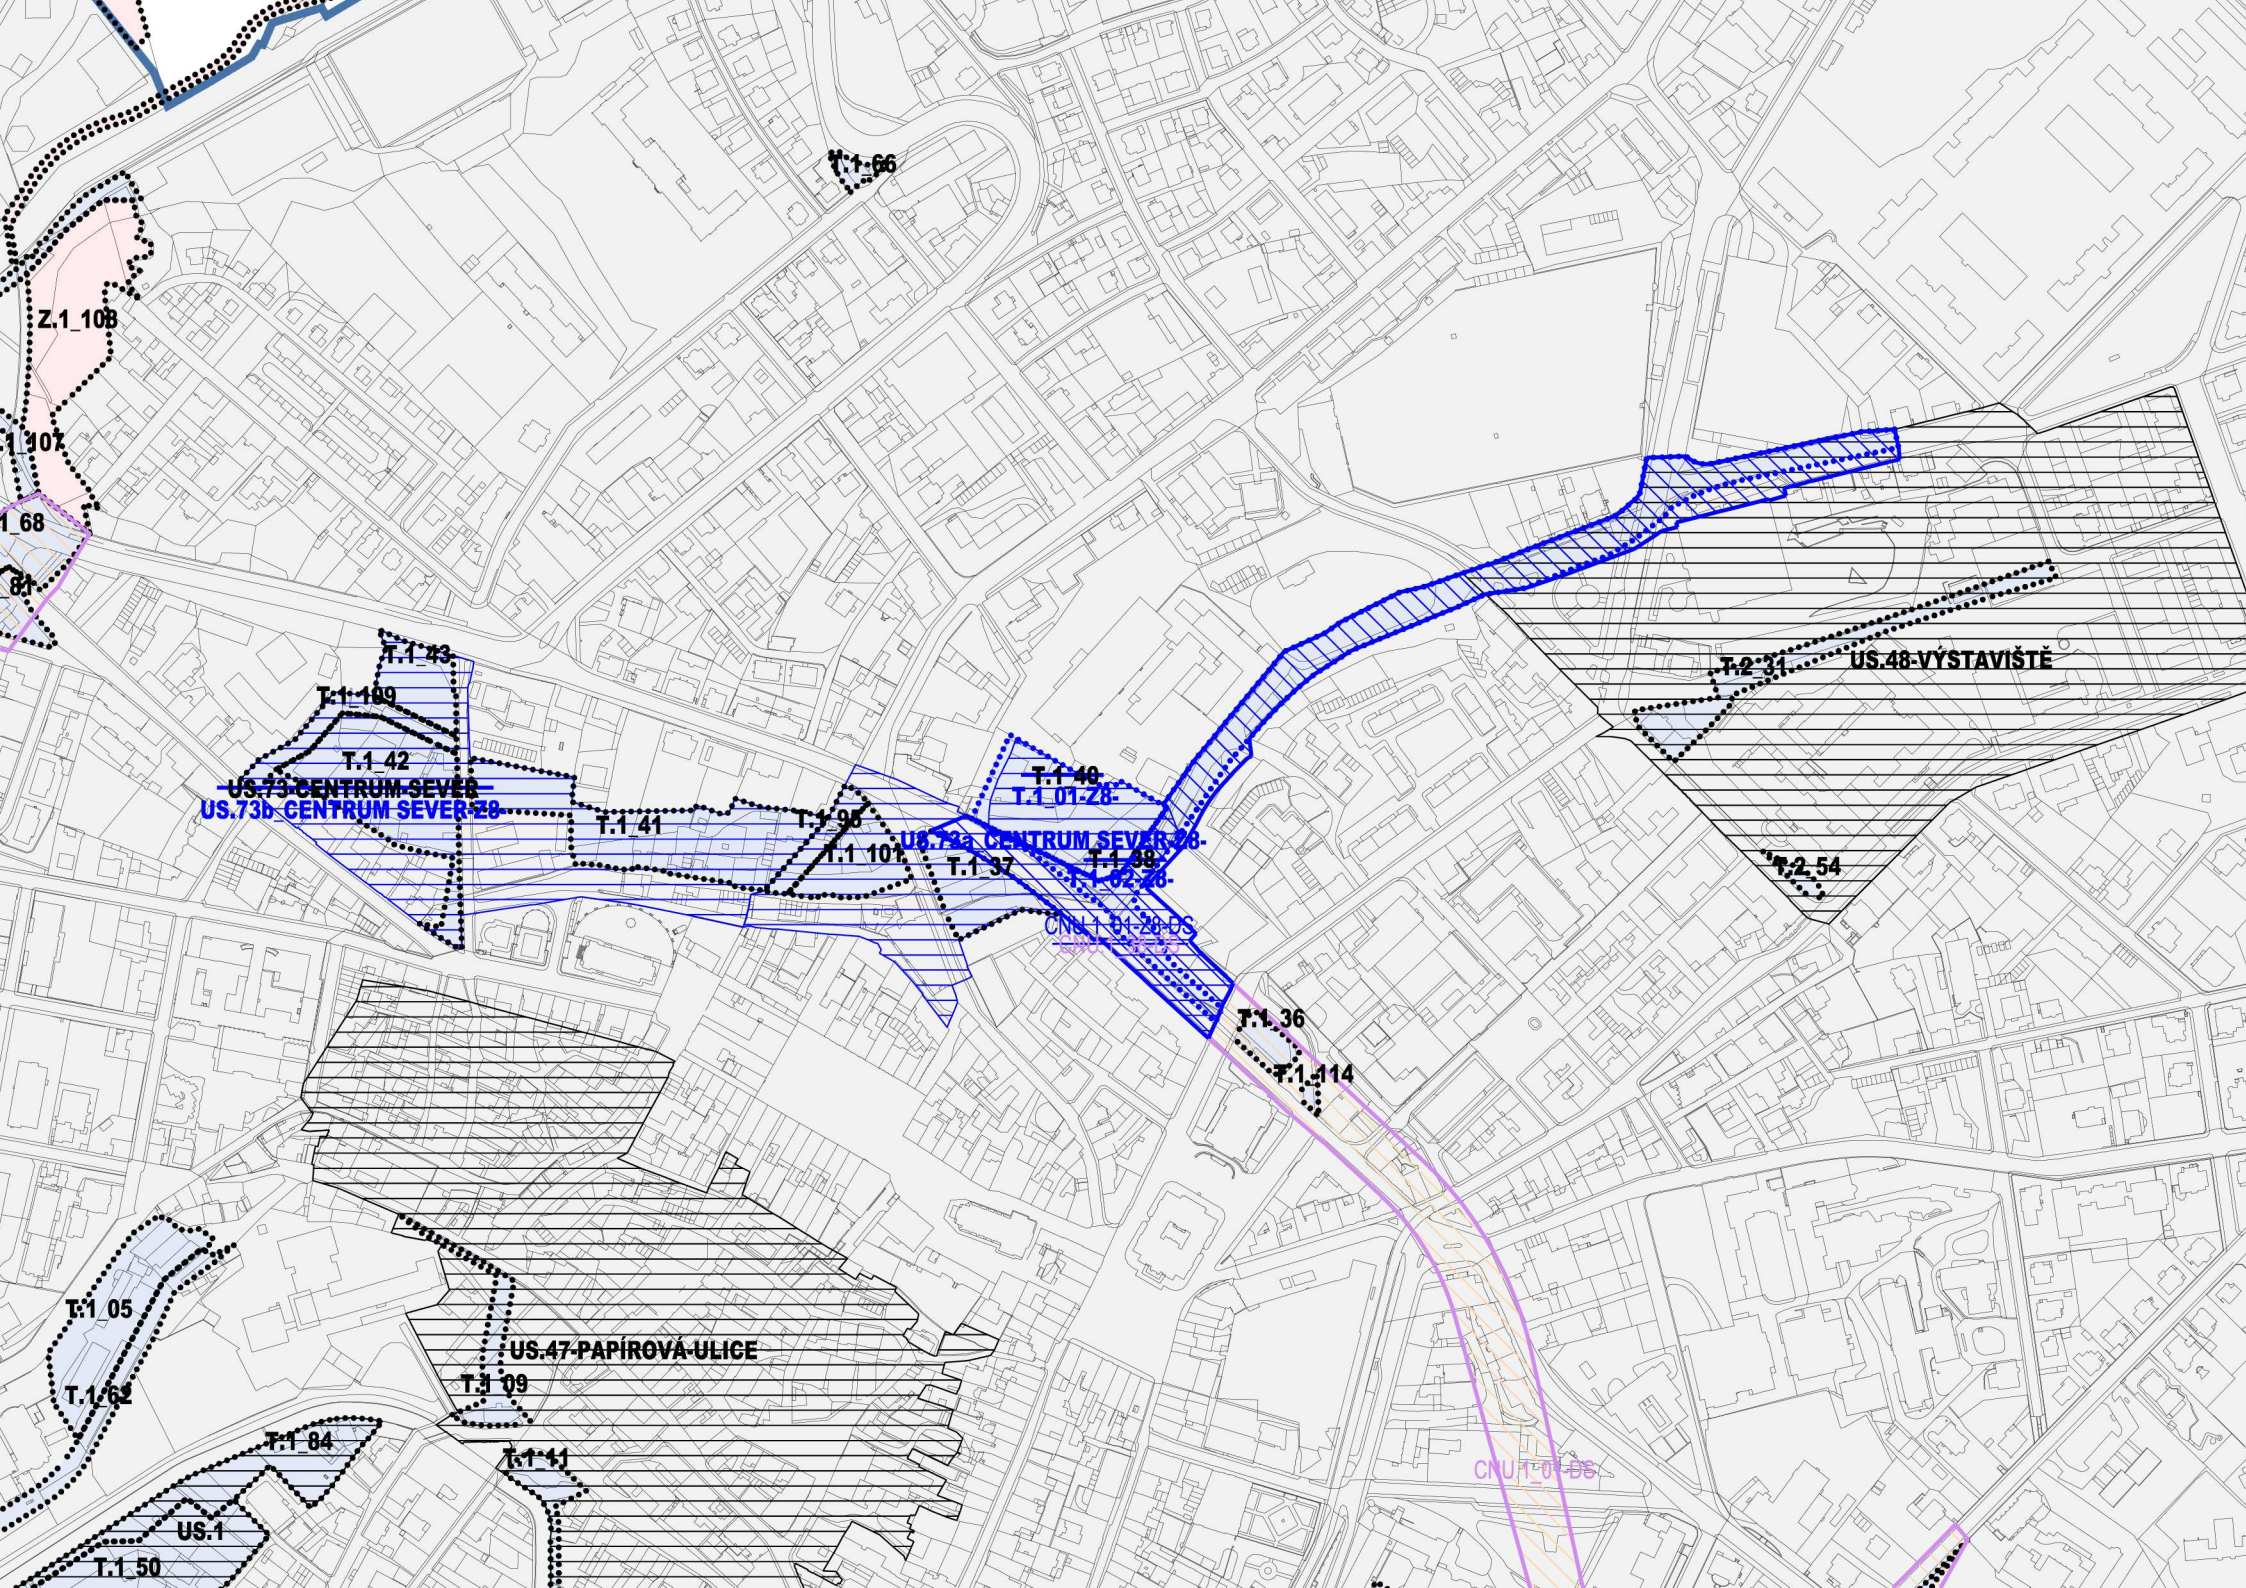 T.1_66
Z.1_108
.1_107
1_68
_81
T.1_43
T.1_109
T.1_42
US.73-CENTRUM-SEVER
US.73b_CENTRUM SEVER-Z8-
T.1_41
T.1_95
T.1_101
T.1_40
T.1_01-Z8-
US.73a_CENTRUM SEVER-Z8-
T.1_38
T.1_37
T.1_02-Z8-
CNU.1_01-Z8-DS
T.2_31
US.48-VÝSTAVIŠTĚ
T.2_54
T.1_36
T.1_114
T.1_05
T.1_62
US.47-PAPÍROVÁ-ULICE
T.1_09
T.1_84
T.1_11
CNU.1_01-DS
US.1
T.1_50